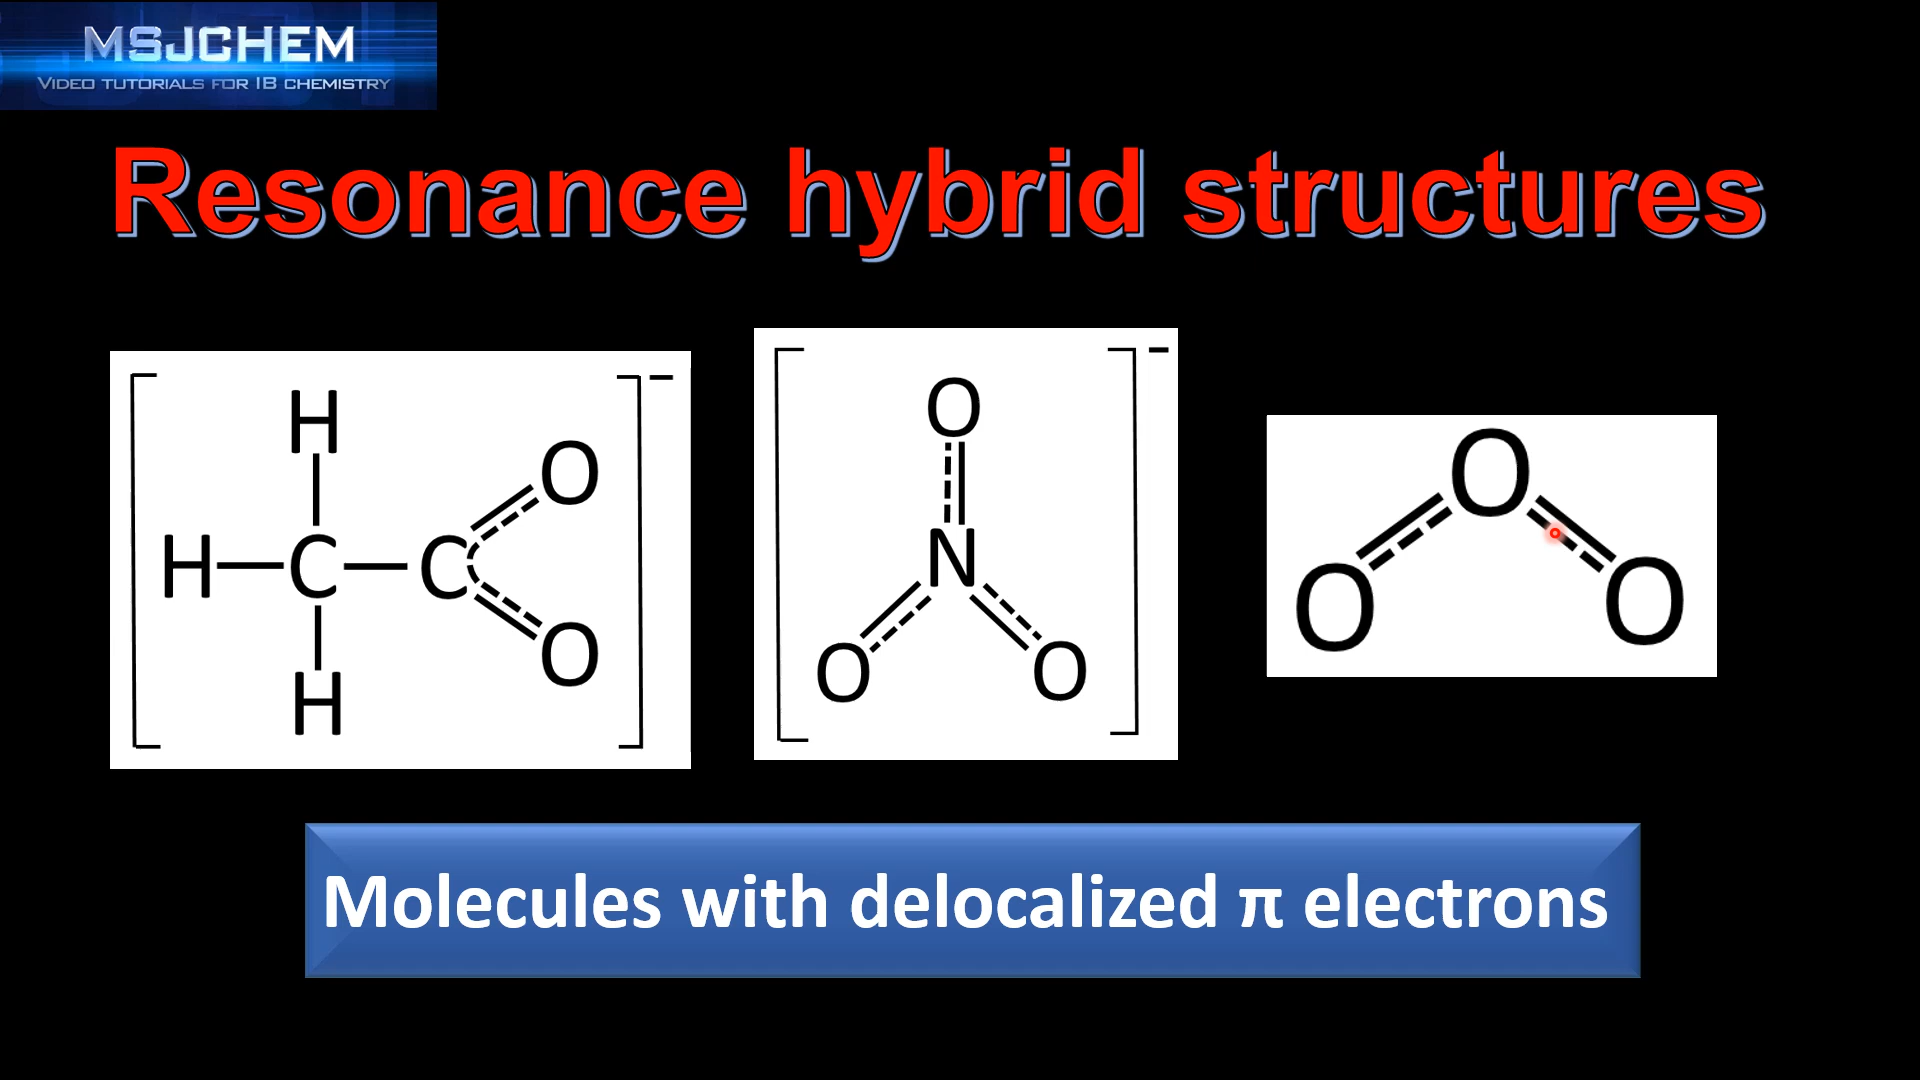 MSJCHEM
VIDEO TUTORIALS FOR IB CHEMISTRY
Resonance hybrid structures
H
O
H C C
O
H
-
O
N
O O
-
O
O O
Molecules with delocalized π electrons